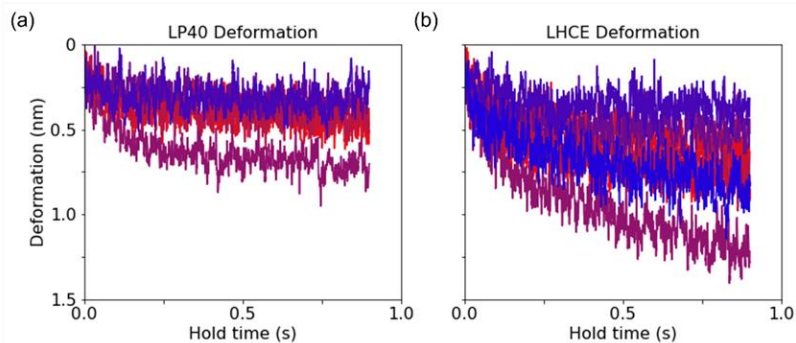 (a)
LP40 Deformation
0
0.5
1.0
1.5
Deformation (nm)
0.0
0.5
1.0
Hold time (s)
(b)
LHCE Deformation
0.0
0.5
1.0
Hold time (s)